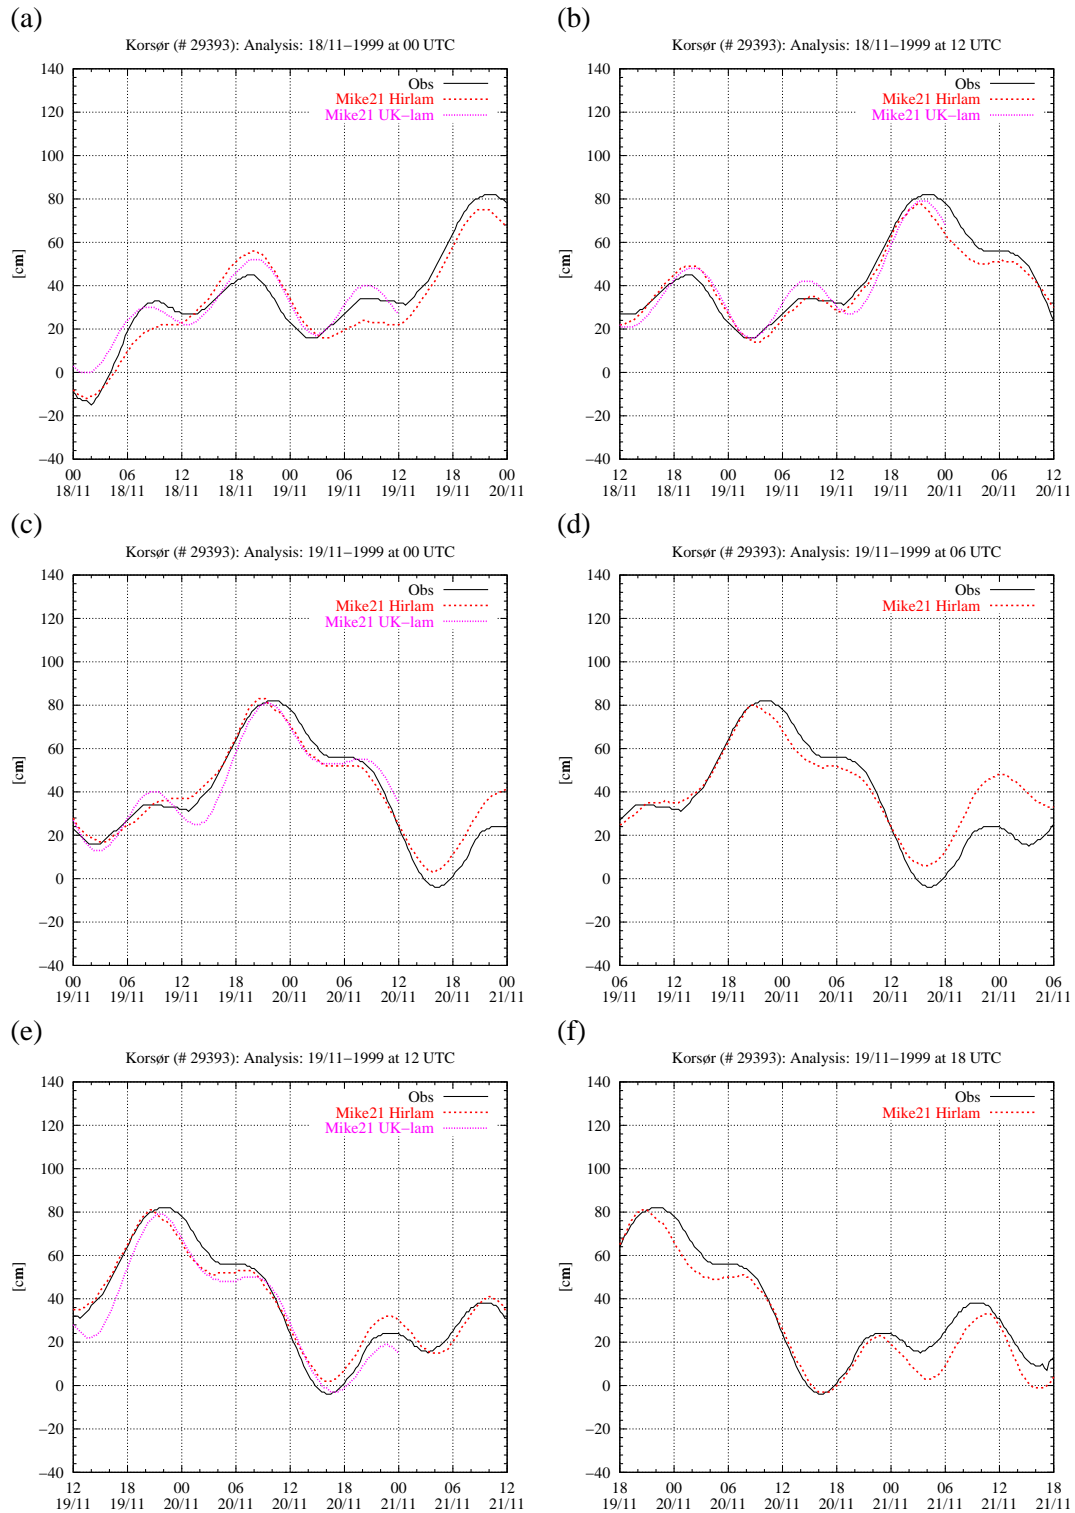 (a)
Korsør (# 29393): Analysis: 18/11−1999 at 00 UTC
140
120
100
80
60
40
20
0
−20
−40
[cm]
Obs
Mike21 Hirlam
Mike21 UK−lam
00 06 12 18 00 06 12 18 00
18/11 18/11 18/11 18/11 19/11 19/11 19/11 19/11 20/11
(b)
Korsør (# 29393): Analysis: 18/11−1999 at 12 UTC
140
120
100
80
60
40
20
0
−20
−40
[cm]
Obs
Mike21 Hirlam
Mike21 UK−lam
12 18 00 06 12 18 00 06 12
18/11 18/11 19/11 19/11 19/11 19/11 20/11 20/11 20/11
(c)
Korsør (# 29393): Analysis: 19/11−1999 at 00 UTC
140
120
100
80
60
40
20
0
−20
−40
[cm]
Obs
Mike21 Hirlam
Mike21 UK−lam
00 06 12 18 00 06 12 18 00
19/11 19/11 19/11 19/11 20/11 20/11 20/11 20/11 21/11
(d)
Korsør (# 29393): Analysis: 19/11−1999 at 06 UTC
140
120
100
80
60
40
20
0
−20
−40
[cm]
Obs
Mike21 Hirlam
06 12 18 00 06 12 18 00 06
19/11 19/11 19/11 20/11 20/11 20/11 20/11 21/11 21/11
(e)
Korsør (# 29393): Analysis: 19/11−1999 at 12 UTC
140
120
100
80
60
40
20
0
−20
−40
[cm]
Obs
Mike21 Hirlam
Mike21 UK−lam
12 18 00 06 12 18 00 06 12
19/11 19/11 20/11 20/11 20/11 20/11 21/11 21/11 21/11
(f)
Korsør (# 29393): Analysis: 19/11−1999 at 18 UTC
140
120
100
80
60
40
20
0
−20
−40
[cm]
Obs
Mike21 Hirlam
18 00 06 12 18 00 06 12 18
19/11 20/11 20/11 20/11 20/11 21/11 21/11 21/11 21/11